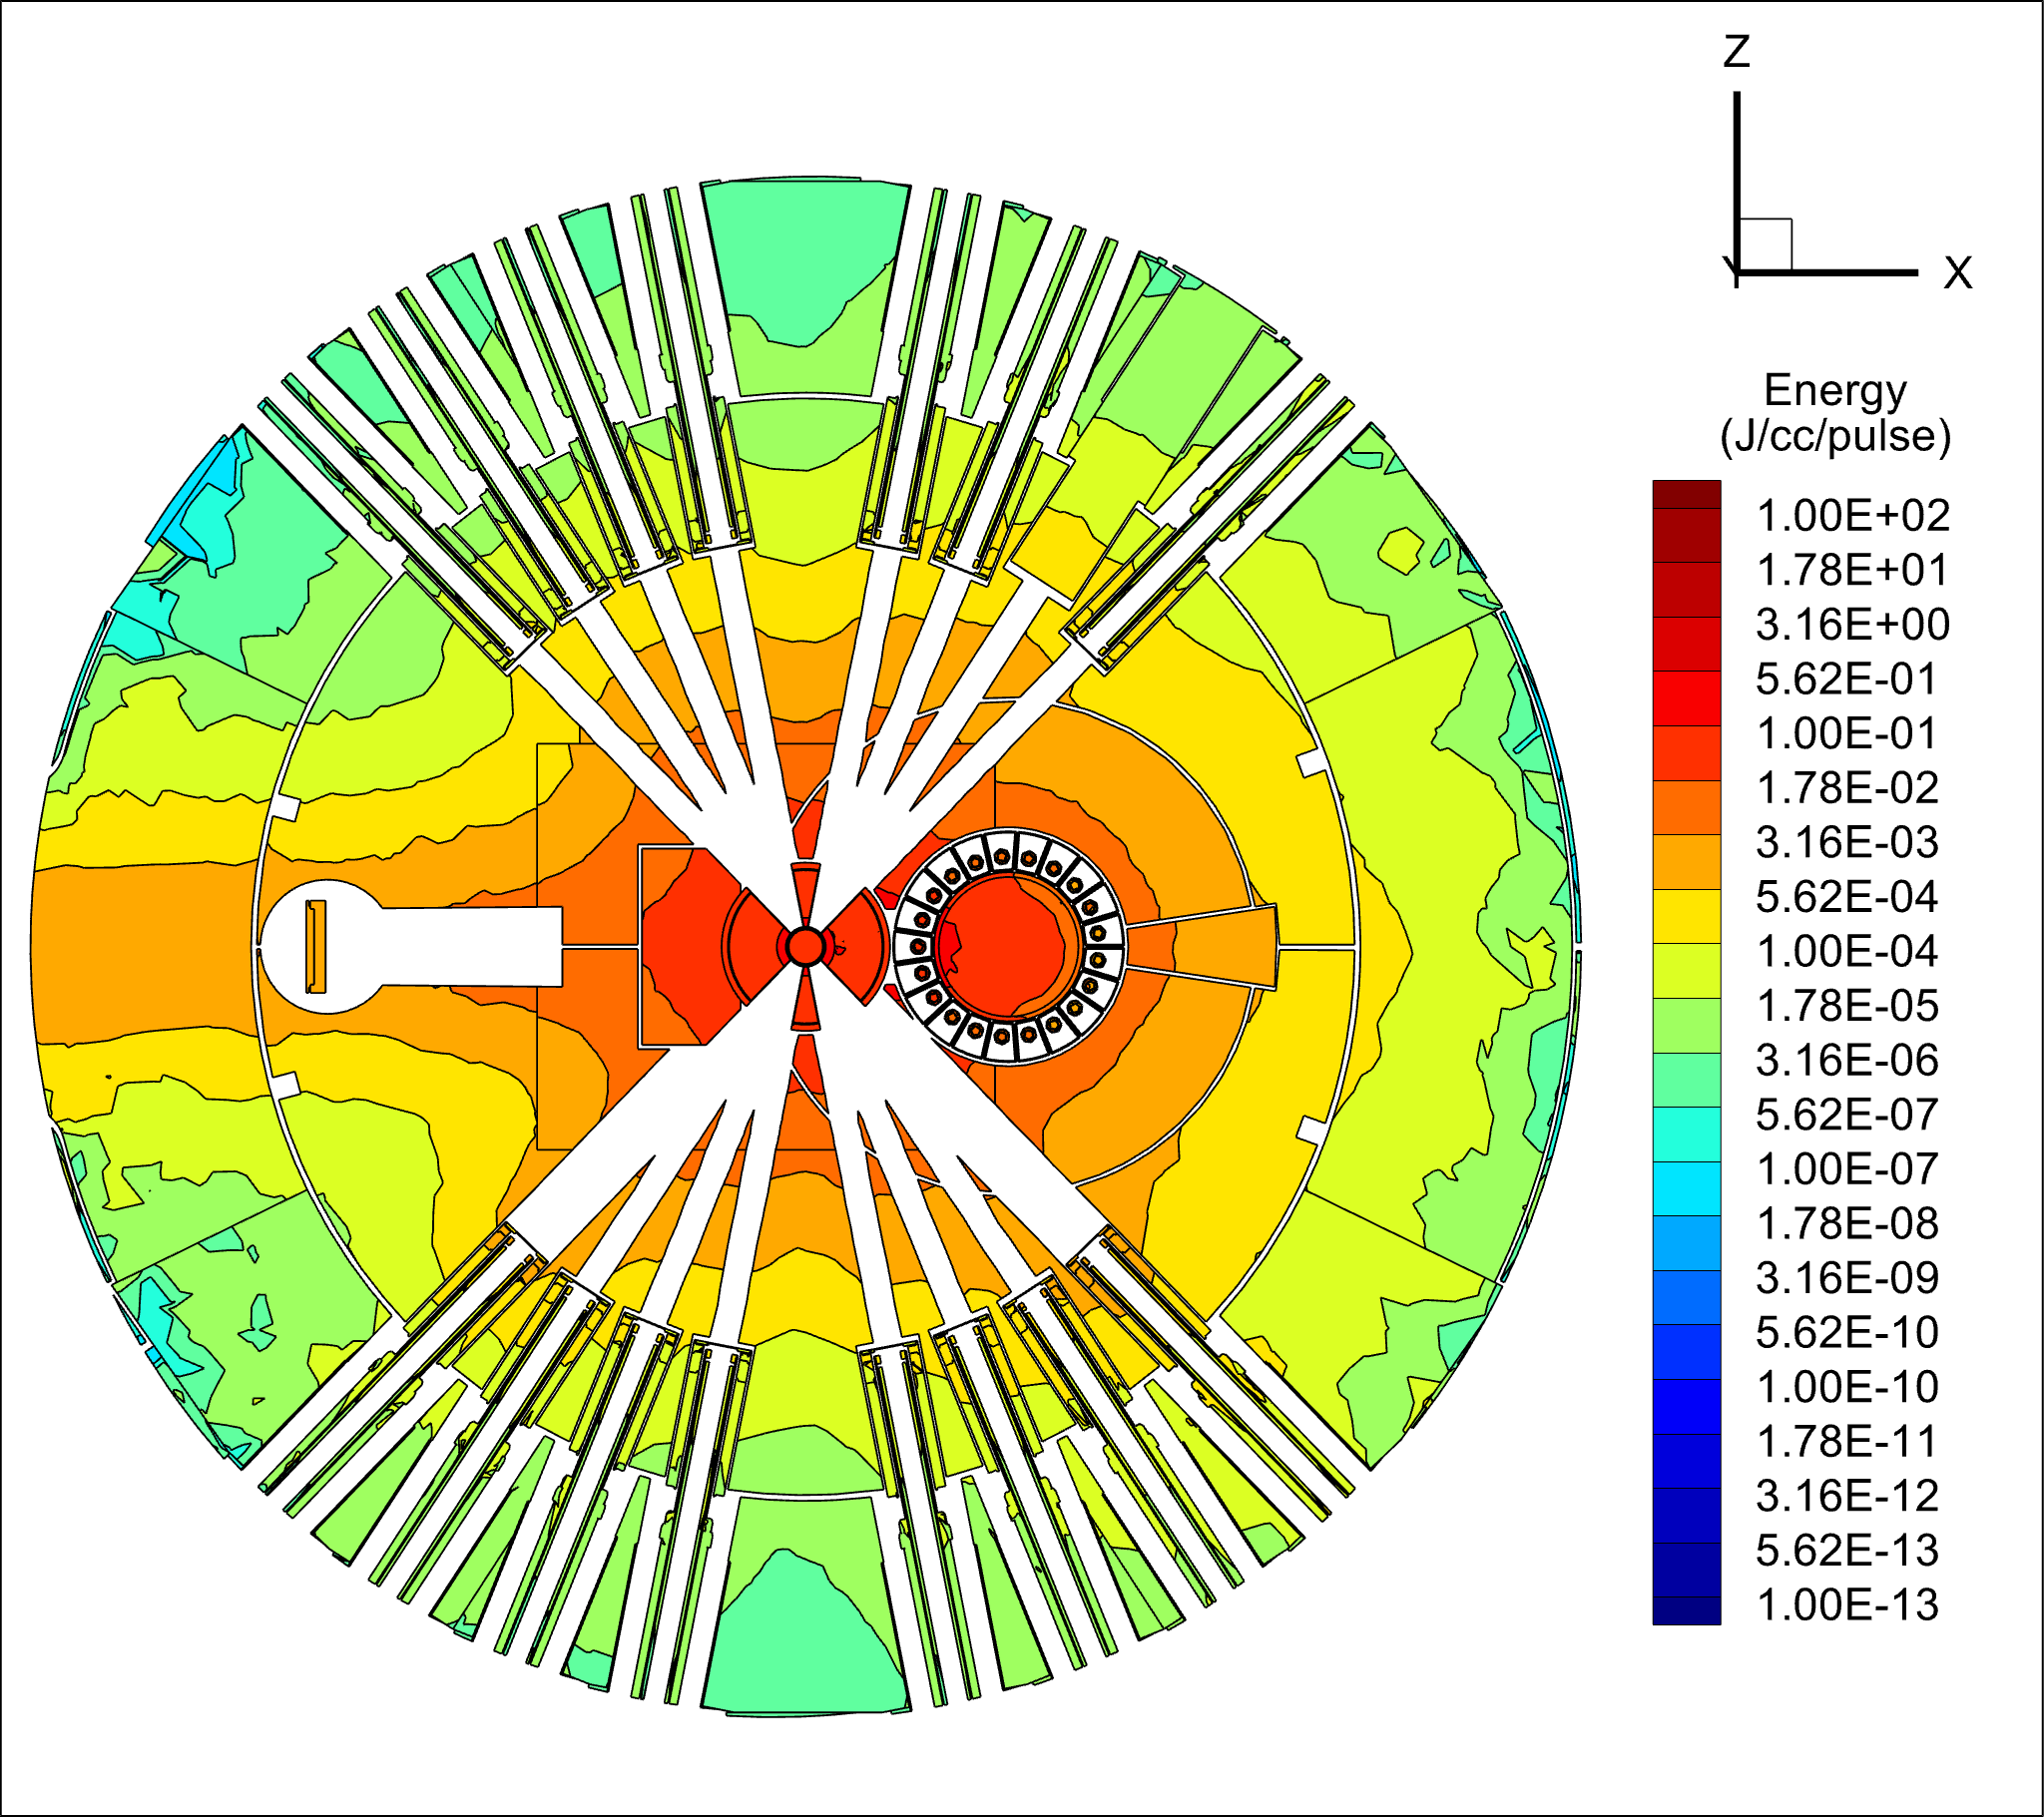 Z
Y
X
Energy
(J/cc/pulse)
1.00E+02
1.78E+01
3.16E+00
5.62E-01
1.00E-01
1.78E-02
3.16E-03
5.62E-04
1.00E-04
1.78E-05
3.16E-06
5.62E-07
1.00E-07
1.78E-08
3.16E-09
5.62E-10
1.00E-10
1.78E-11
3.16E-12
5.62E-13
1.00E-13